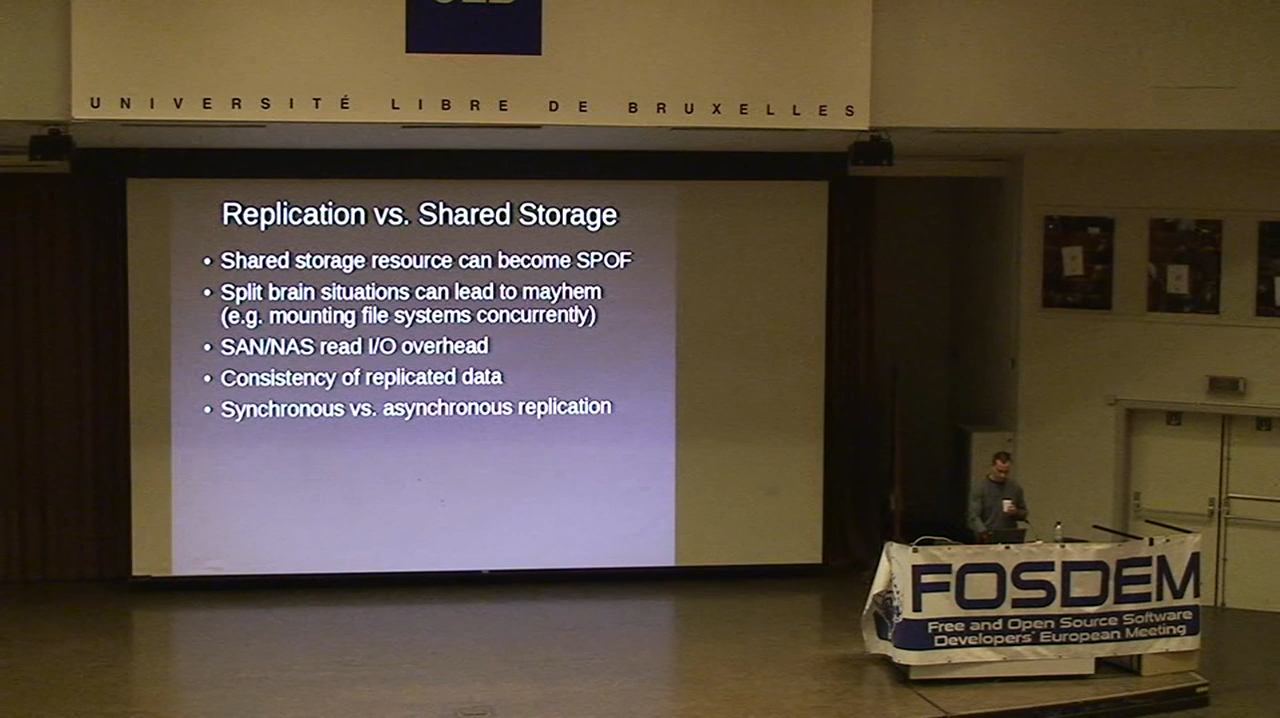 UNIVERSITÉ LIBRE DE BRUXELLES
Replication vs. Shared Storage
• Shared storage resource can become SPOF
• Split brain situations can lead to mayhem
(e.g. mounting file systems concurrently)
• SAN/NAS read I/O overhead
• Consistency of replicated data
• Synchronous vs. asynchronous replication
FOSDEM
Free and Open Source Software
Developers' European Meeting